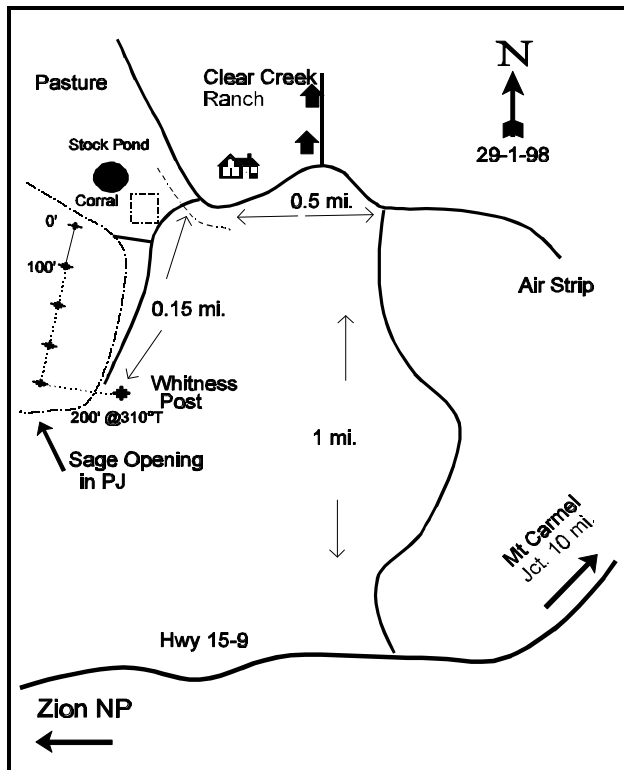 Pasture
Clear Creek
Ranch
N
29-1-98
Stock Pond
Corral
0'
0.5 mi.
100'
Air Strip
0.15 mi.
Whitness
Post
200' @310°T
Sage Opening
in PJ
1 mi.
Mt Carmel
Jct. 10 mi.
Hwy 15-9
Zion NP